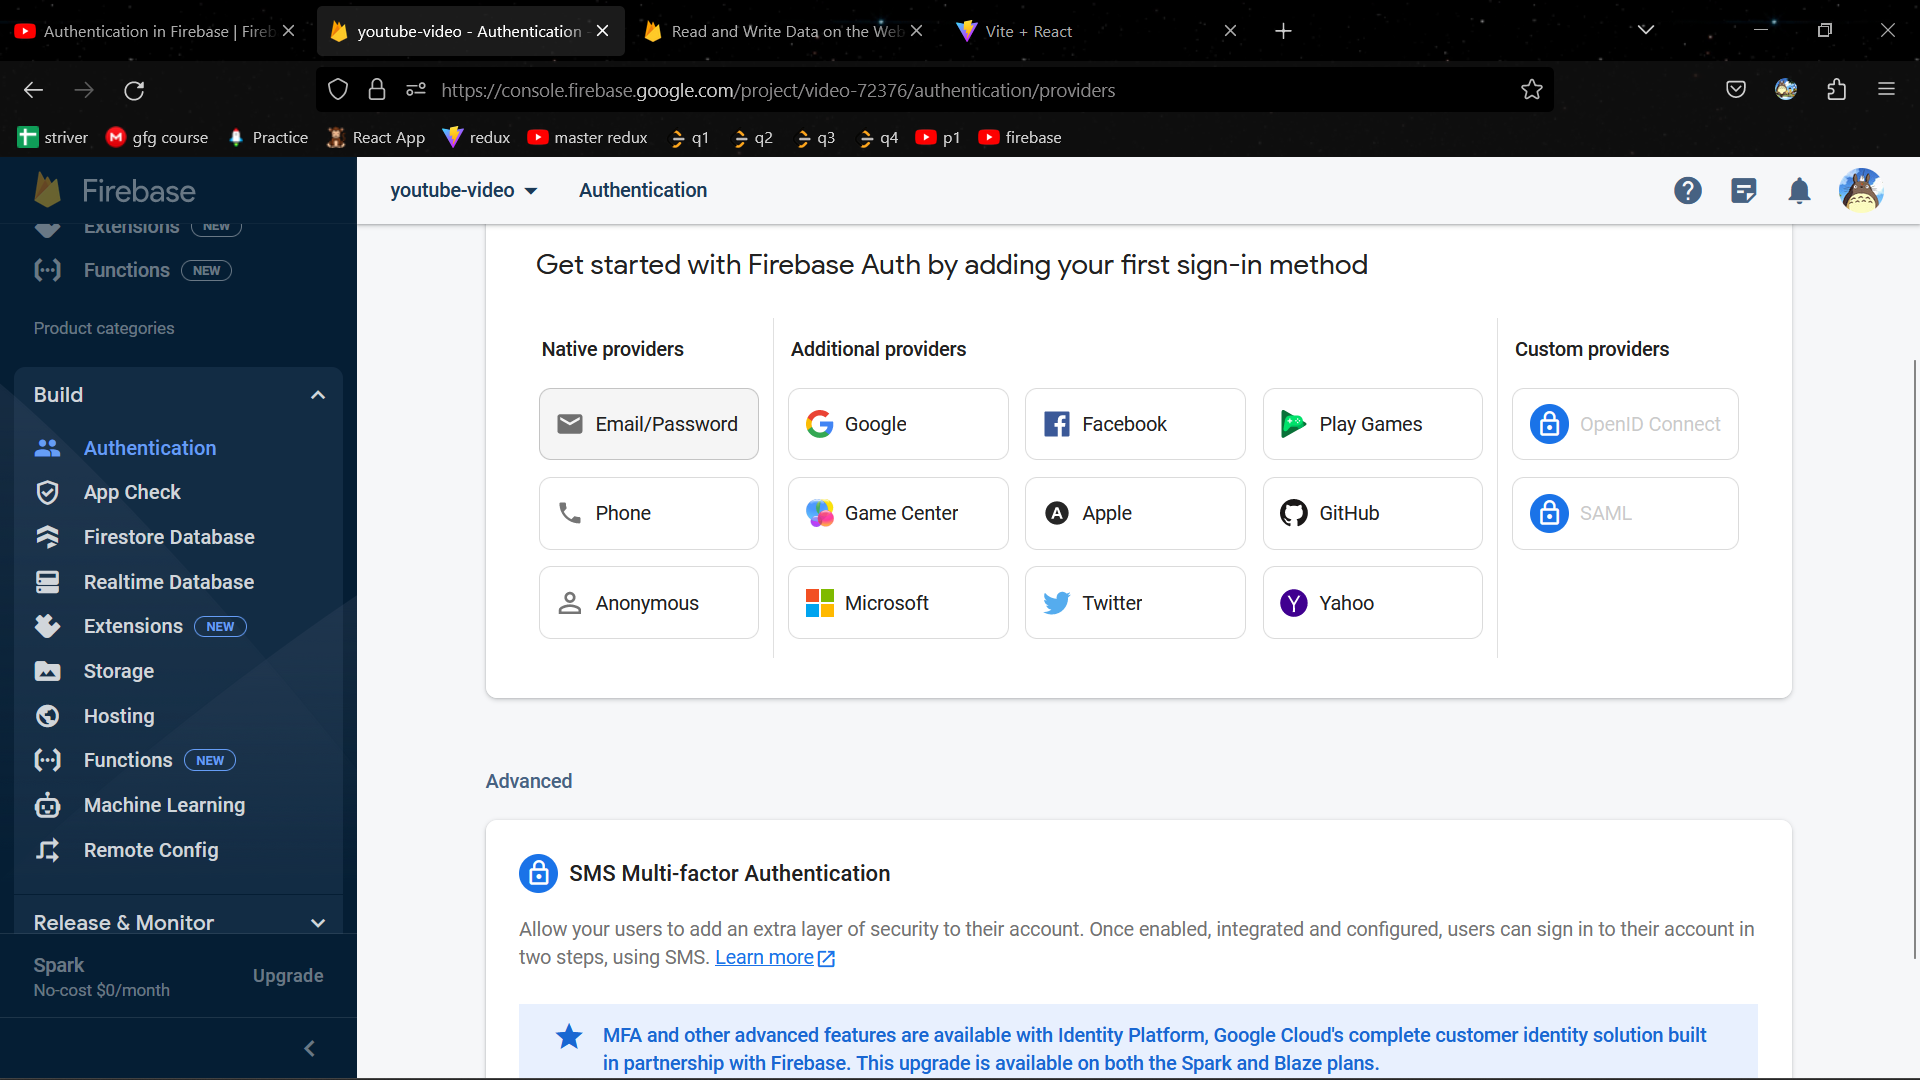 Authentication in Firebase | Fireb
youtube-video - Authentication
Read and Write Data on the Web
Vite + React
https://console.firebase.google.com/project/video-72376/authentication/providers
striver
gfg course
Practice
React App
redux
master redux
q1
q2
q3
q4
p1
firebase
Firebase
youtube-video
Authentication
Extensions NEW
Functions NEW
Product categories
Build
Authentication
App Check
Firestore Database
Realtime Database
Extensions NEW
Storage
Hosting
Functions NEW
Machine Learning
Remote Config
Release & Monitor
Spark
No-cost $0/month
Upgrade
Get started with Firebase Auth by adding your first sign-in method
Native providers
Additional providers
Custom providers
Email/Password
Google
Facebook
Play Games
OpenID Connect
Phone
Game Center
Apple
GitHub
SAML
Anonymous
Microsoft
Twitter
Yahoo
Advanced
SMS Multi-factor Authentication
Allow your users to add an extra layer of security to their account. Once enabled, integrated and configured, users can sign in to their account in
two steps, using SMS. Learn more
MFA and other advanced features are available with Identity Platform, Google Cloud's complete customer identity solution built
in partnership with Firebase. This upgrade is available on both the Spark and Blaze plans.